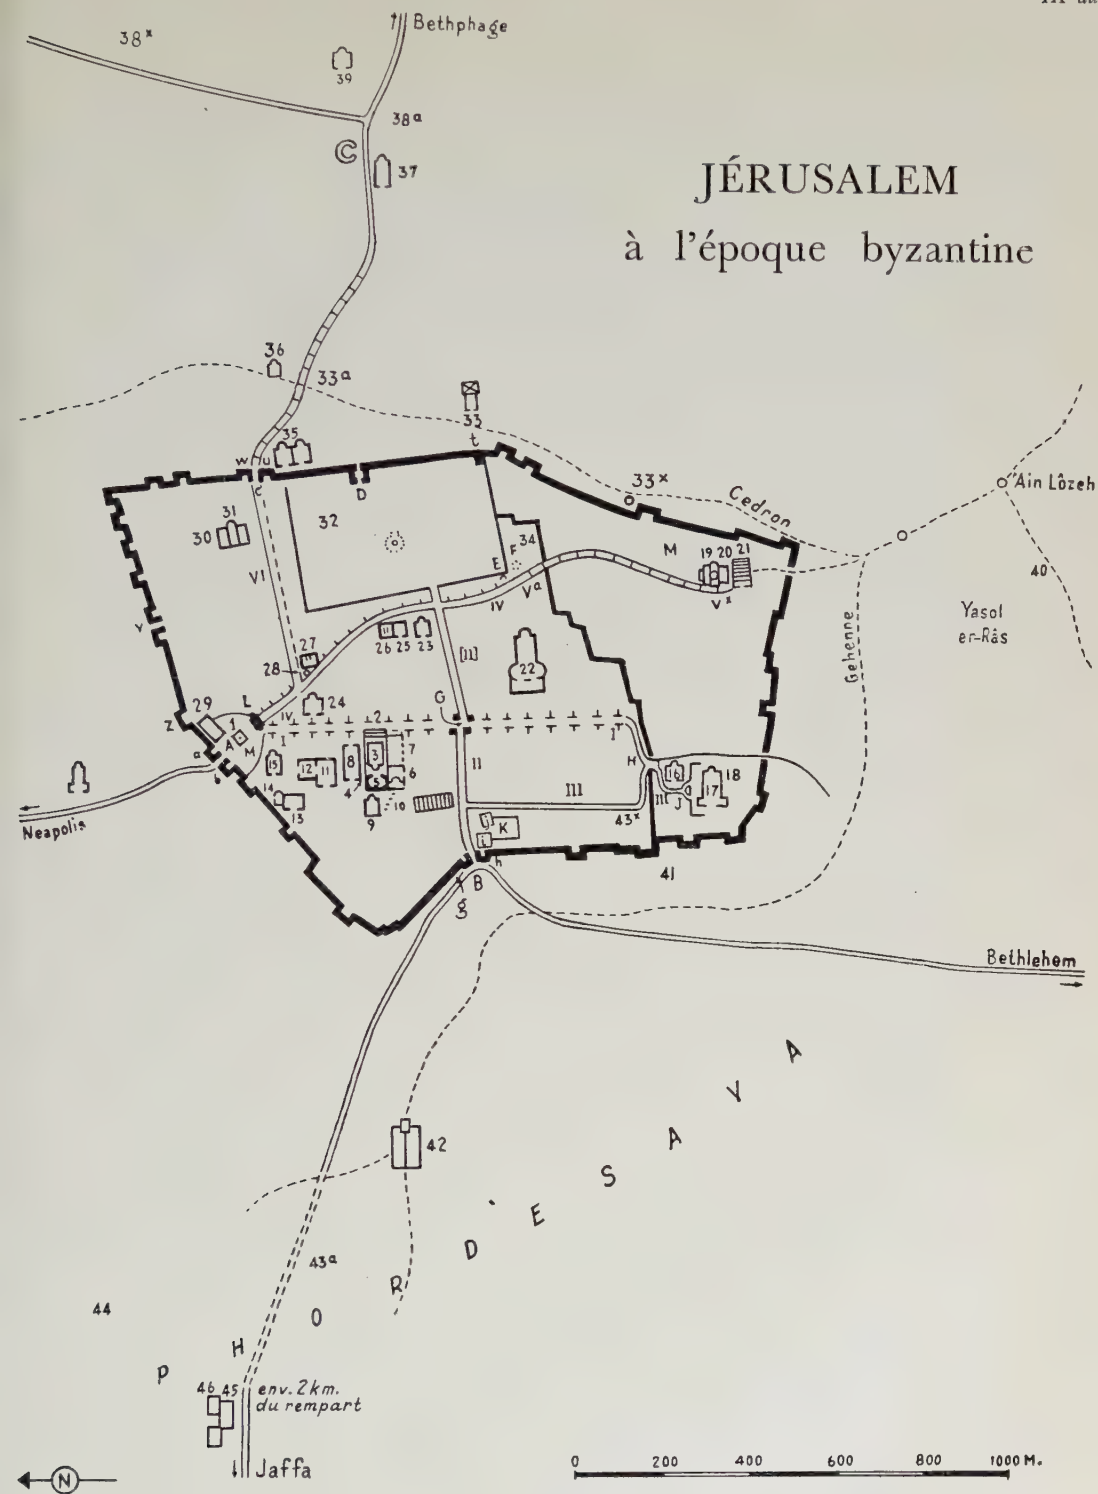 Bethphage
38ˣ
39
38ª
C
37
JÉRUSALEM
à l'époque byzantine
36
33ª
33
35
t
w
u
C
D
33ˣ
Cedron
'Ain Lôzeh
31
30
32
34
M
19 20 21
F
E
VI
IV
Vª
Vˣ
40
Yasol
er-Râs
Gehenne
Y
27
26 25
23
[II]
22
28
29
L
24
G
Z
1
IV
2
A
M
I
I
a
7
II
H
15
12
11
8
3
6
16
18
17
4
5
III
III
J
14
13
9
10
43ˣ
j
K
i
Neapolis
h
41
B
g
Bethlehem
42
P H O R D'E S A Y A
43ª
44
46 45
env. 2 km.
du rempart
N
Jaffa
0 200 400 600 800 1000 M.